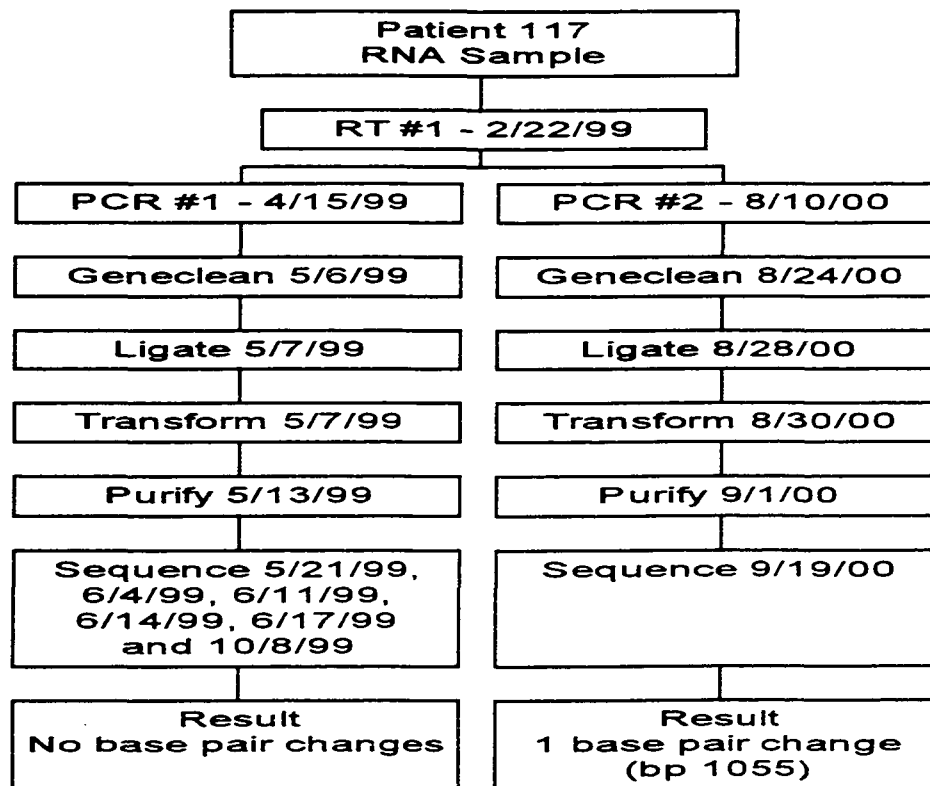 Patient 117
RNA Sample
RT #1 - 2/22/99
PCR #1 - 4/15/99
Geneclean 5/6/99
Ligate 5/7/99
Transform 5/7/99
Purify 5/13/99
Sequence 5/21/99,
6/4/99, 6/11/99,
6/14/99, 6/17/99
and 10/8/99
Result
No base pair changes
PCR #2 - 8/10/00
Geneclean 8/24/00
Ligate 8/28/00
Transform 8/30/00
Purify 9/1/00
Sequence 9/19/00
Result
1 base pair change
(bp 1055)